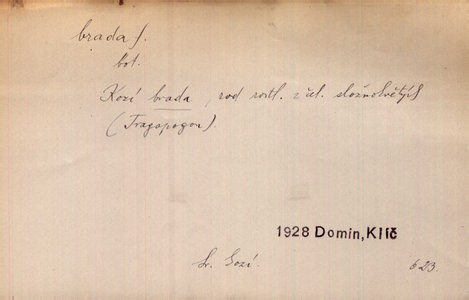 brada f.
bot.
Kozí brada, rod rostl. z čel. složnokvětých
(Tragopogon).
1928 Domin, Klíč
Sr. kozí.
623.